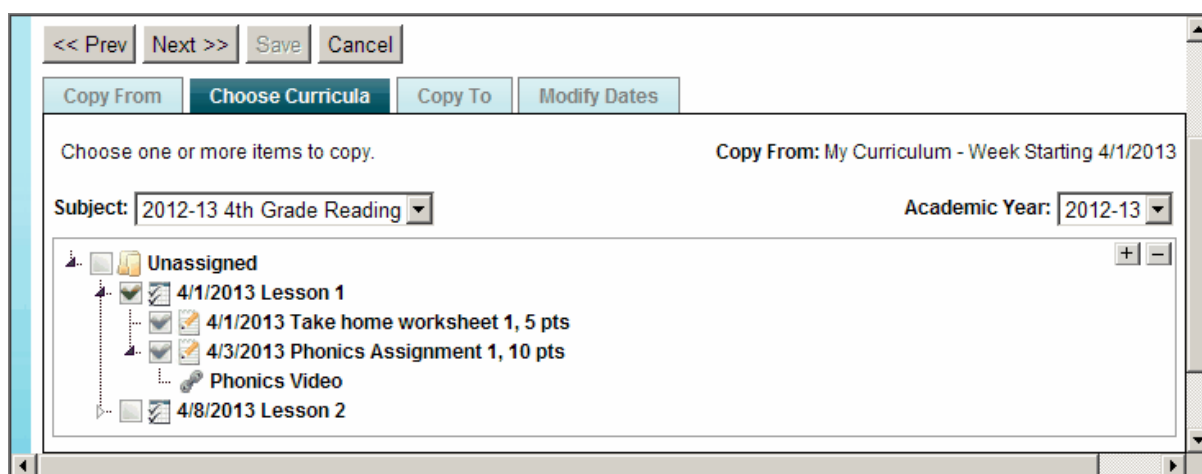 << Prev Next >> Save Cancel
Copy From Choose Curricula Copy To Modify Dates
Choose one or more items to copy. Copy From: My Curriculum - Week Starting 4/1/2013
Subject: 2012-13 4th Grade Reading Academic Year: 2012-13
Unassigned + −
4/1/2013 Lesson 1
4/1/2013 Take home worksheet 1, 5 pts
4/3/2013 Phonics Assignment 1, 10 pts
Phonics Video
4/8/2013 Lesson 2